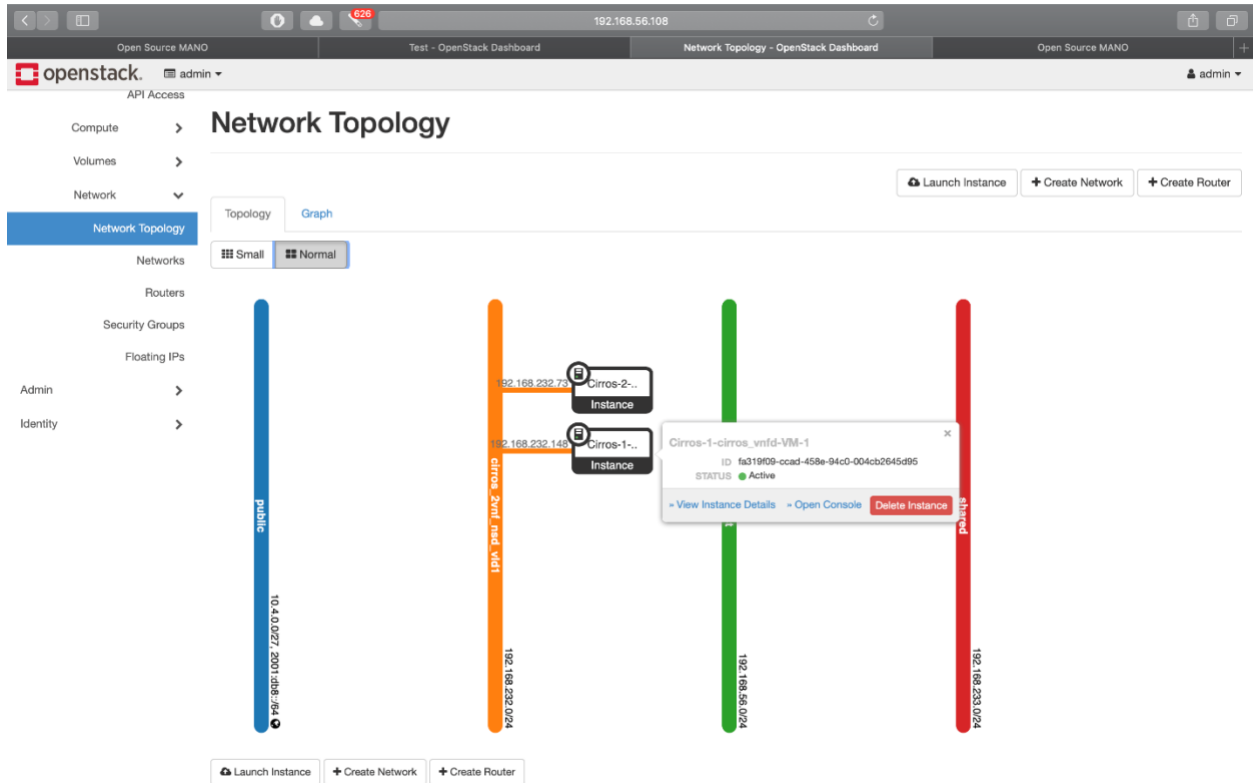 626
192.168.56.108
Open Source MANO
Test - OpenStack Dashboard
Network Topology - OpenStack Dashboard
Open Source MANO
openstack. admin
admin
API Access
Compute
Volumes
Network
Network Topology
Networks
Routers
Security Groups
Floating IPs
Admin
Identity
Network Topology
Launch Instance + Create Network + Create Router
Topology Graph
Small Normal
public
10.4.0.0/27, 2001:db8::/64
cirros_2vnf_nsd_vld1
192.168.232.0/24
192.168.232.73
Cirros-2-..
Instance
192.168.232.148
Cirros-1-..
Instance
Cirros-1-cirros_vnfd-VM-1 ×
ID fa319f09-ccad-458e-94c0-004cb2645d95
STATUS Active
» View Instance Details » Open Console Delete Instance
192.168.56.0/24
shared
192.168.233.0/24
Launch Instance + Create Network + Create Router